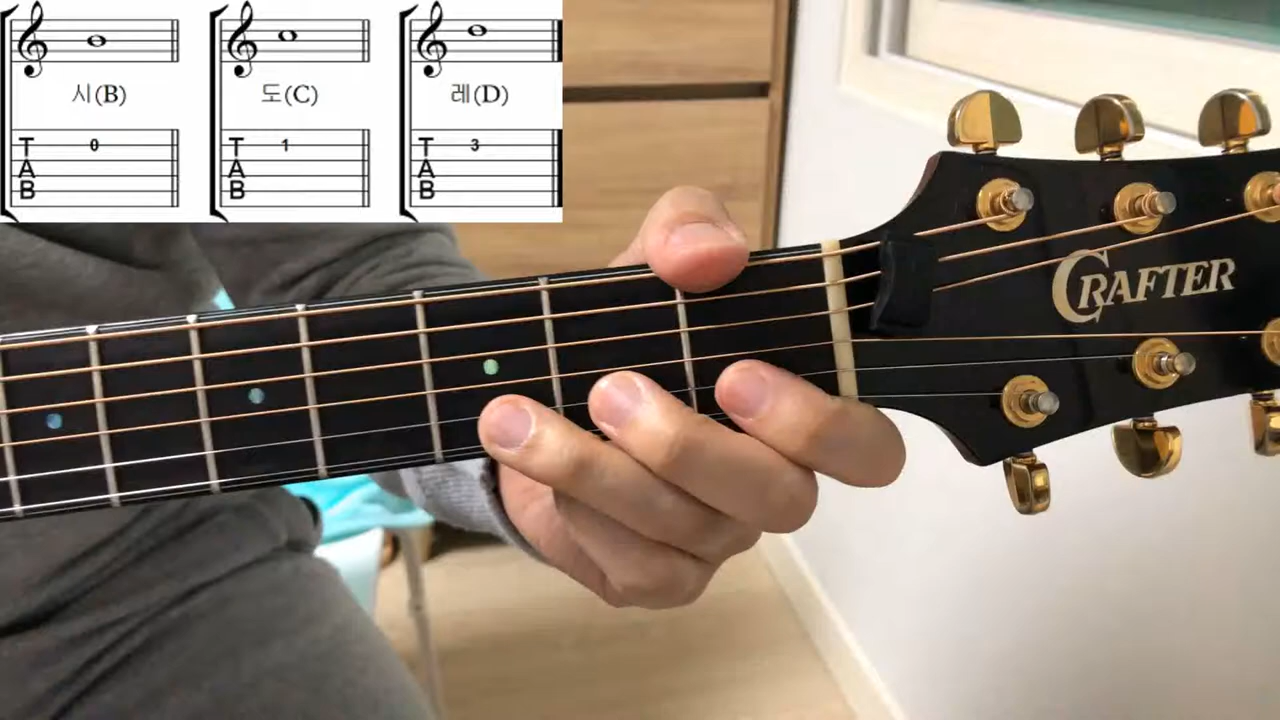 시(B) 도(C) 레(D)
T A B 0 T A B 1 T A B 3
CRAFTER